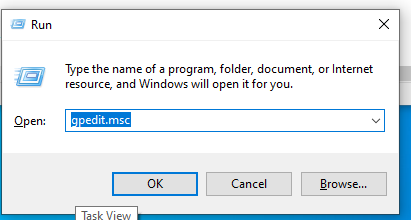 Run
Type the name of a program, folder, document, or Internet
resource, and Windows will open it for you.
Open:
gpedit.msc
OK
Cancel
Browse...
Task View